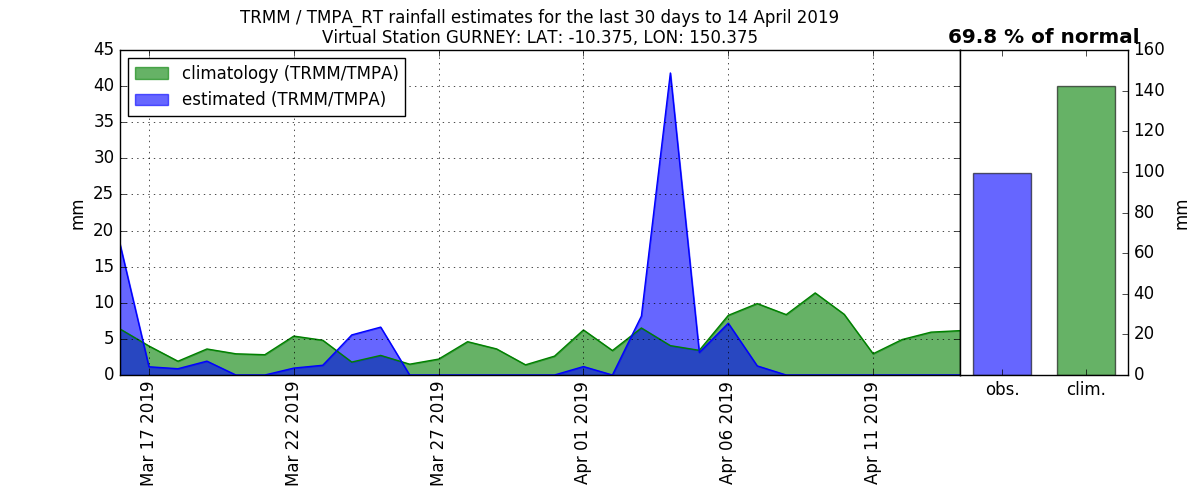 TRMM / TMPA_RT rainfall estimates for the last 30 days to 14 April 2019
Virtual Station GURNEY: LAT: -10.375, LON: 150.375
69.8 % of normal
climatology (TRMM/TMPA)
estimated (TRMM/TMPA)
45
40
35
30
25
20
15
10
5
0
mm
Mar 17 2019
Mar 22 2019
Mar 27 2019
Apr 01 2019
Apr 06 2019
Apr 11 2019
160
140
120
100
80
60
40
20
0
mm
obs.
clim.